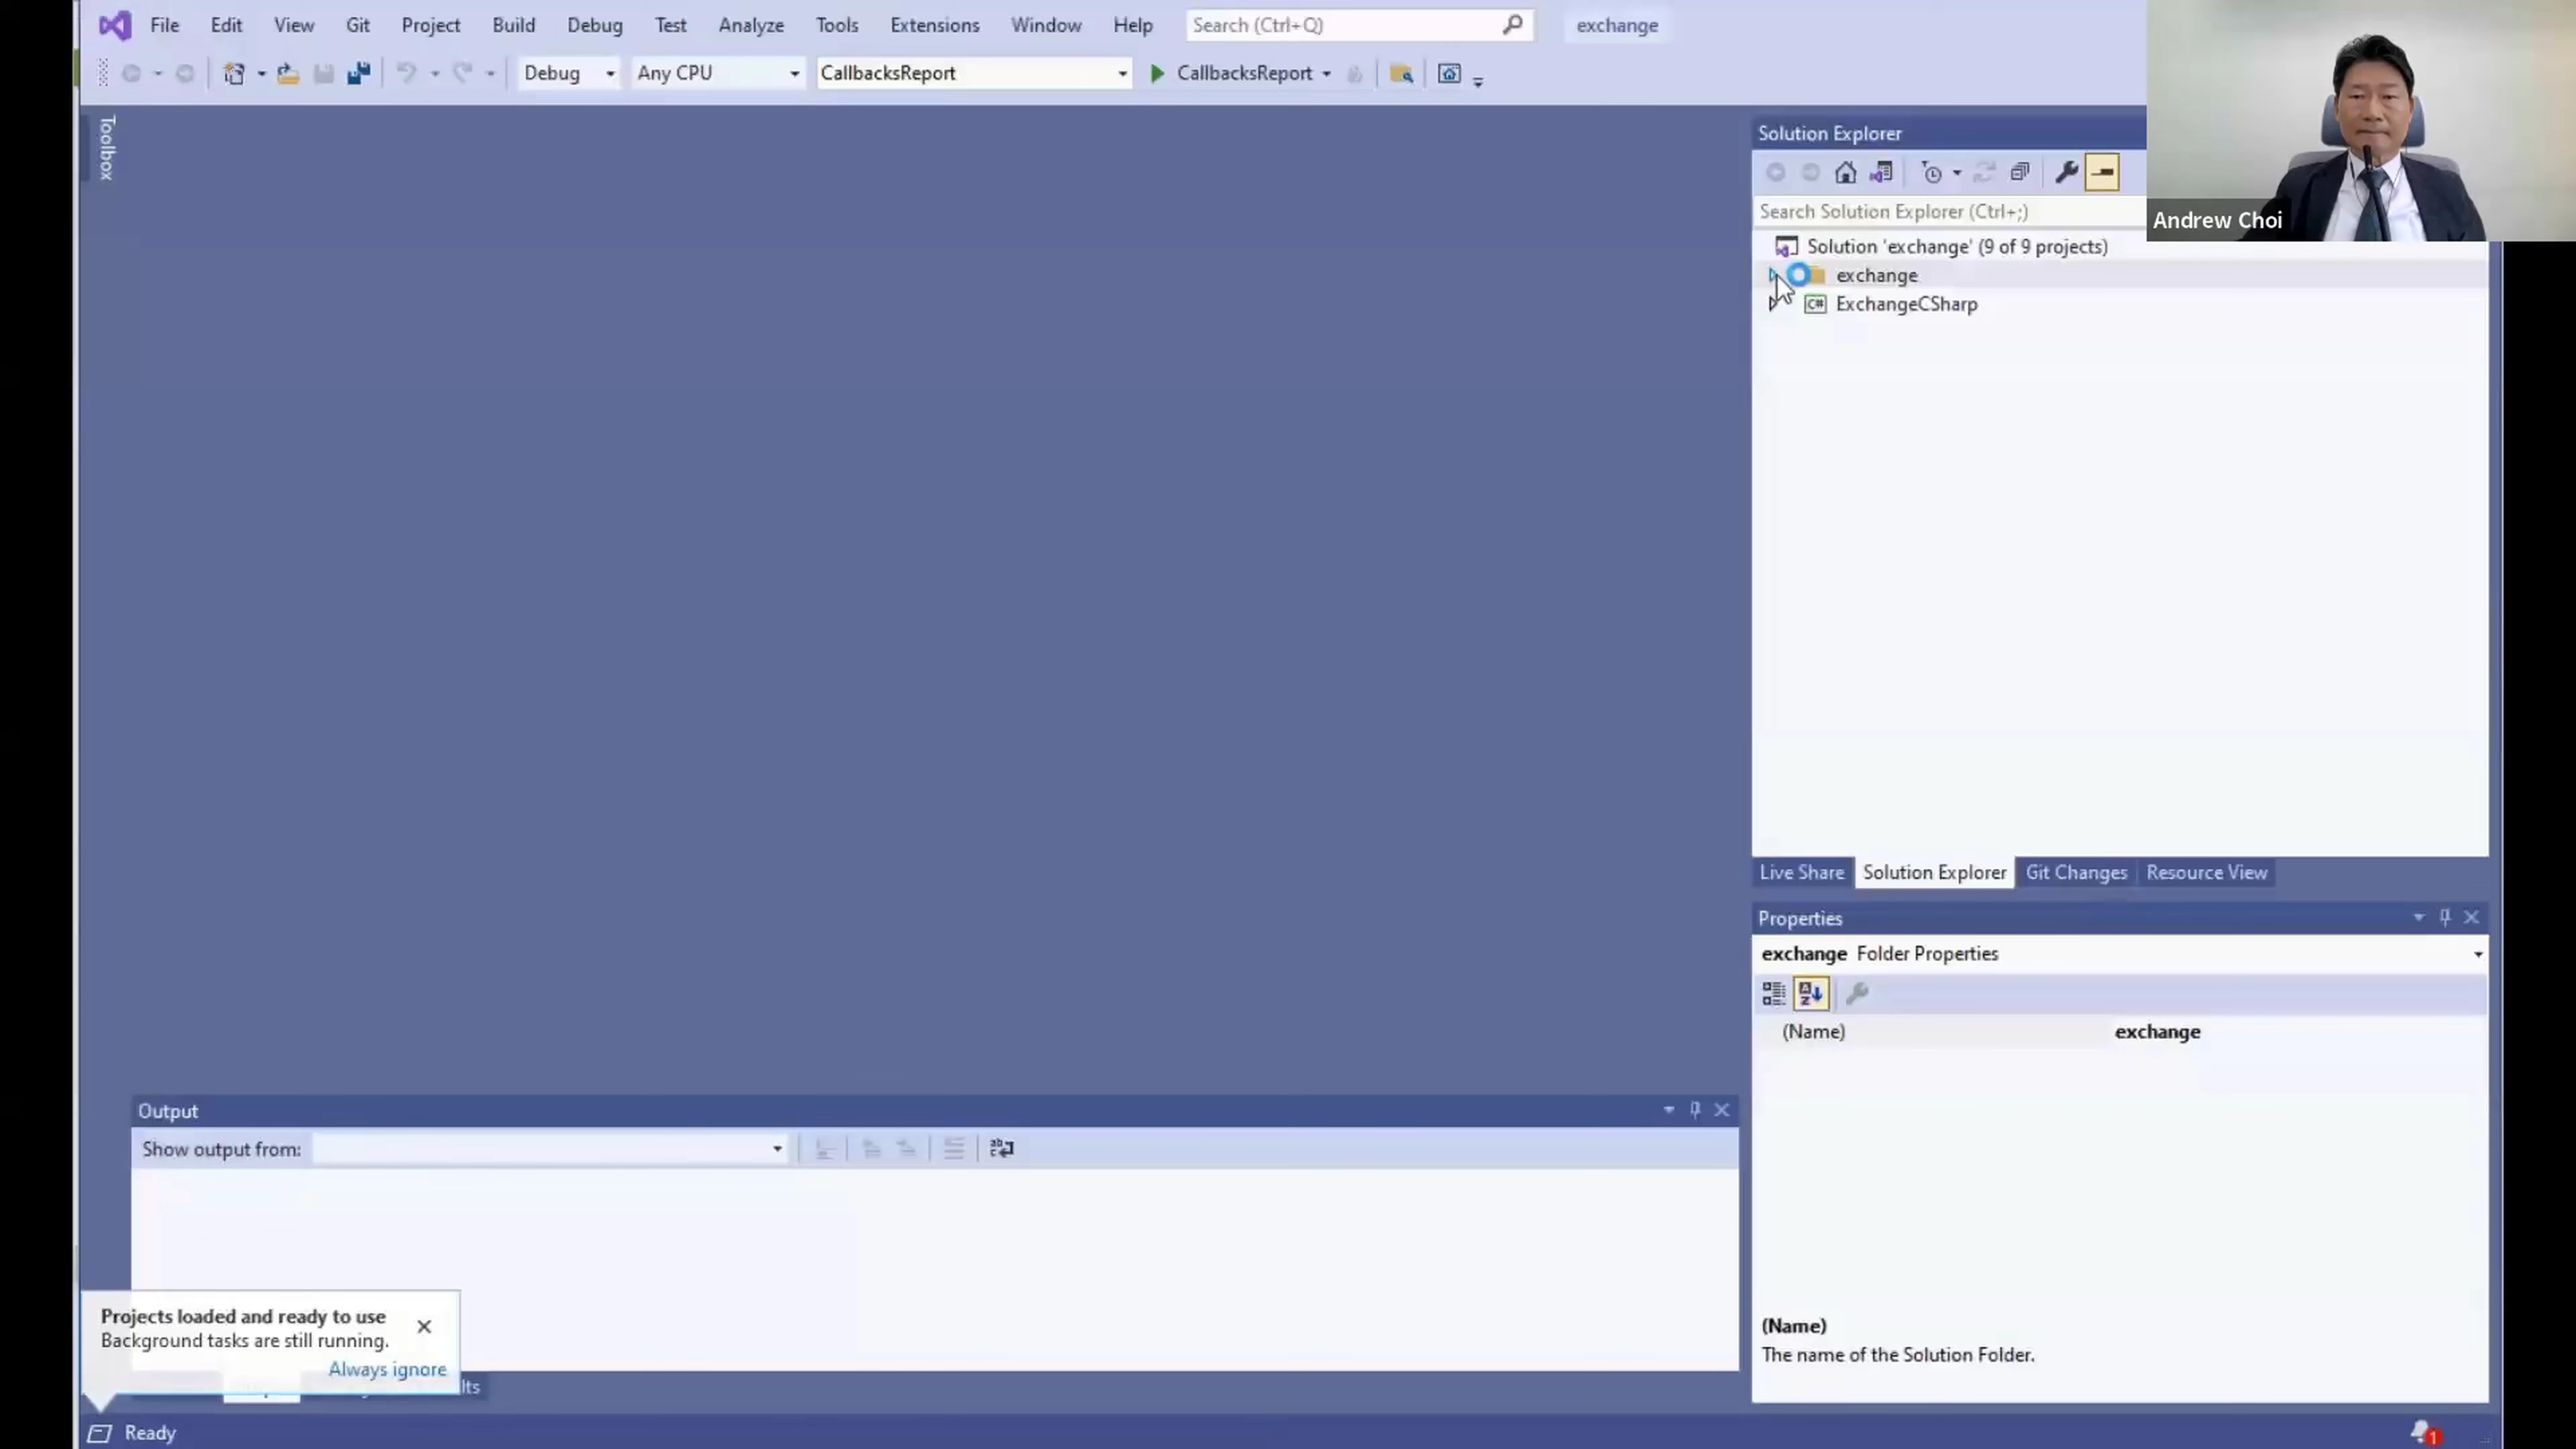 File Edit View Git Project Build Debug Test Analyze Tools Extensions Window Help Search (Ctrl+Q) exchange
Debug Any CPU CallbacksReport CallbacksReport
Toolbox
Solution Explorer
Search Solution Explorer (Ctrl+;)
Andrew Choi
Solution 'exchange' (9 of 9 projects)
exchange
C# ExchangeCSharp
Live Share Solution Explorer Git Changes Resource View
Properties
exchange Folder Properties
(Name) exchange
Output
Show output from:
(Name)
The name of the Solution Folder.
Projects loaded and ready to use
Background tasks are still running.
Always ignore
Ready
1